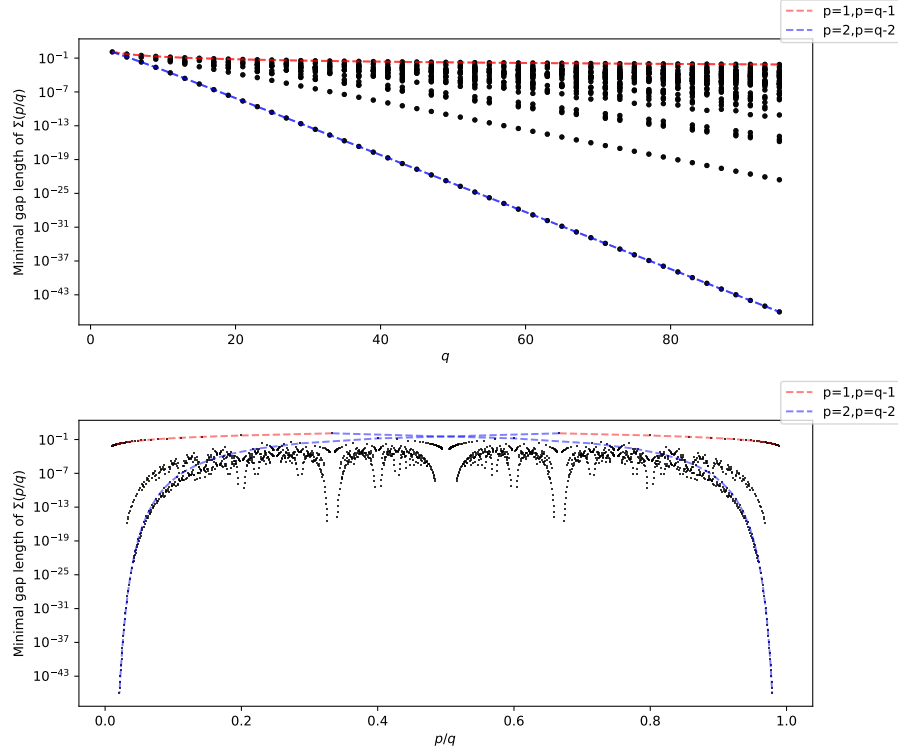 p=1,p=q-1
p=2,p=q-2
Minimal gap length of Σ(p/q)
10⁻¹
10⁻⁷
10⁻¹³
10⁻¹⁹
10⁻²⁵
10⁻³¹
10⁻³⁷
10⁻⁴³
0 20 40 60 80
q
p=1,p=q-1
p=2,p=q-2
Minimal gap length of Σ(p/q)
10⁻¹
10⁻⁷
10⁻¹³
10⁻¹⁹
10⁻²⁵
10⁻³¹
10⁻³⁷
10⁻⁴³
0.0 0.2 0.4 0.6 0.8 1.0
p/q